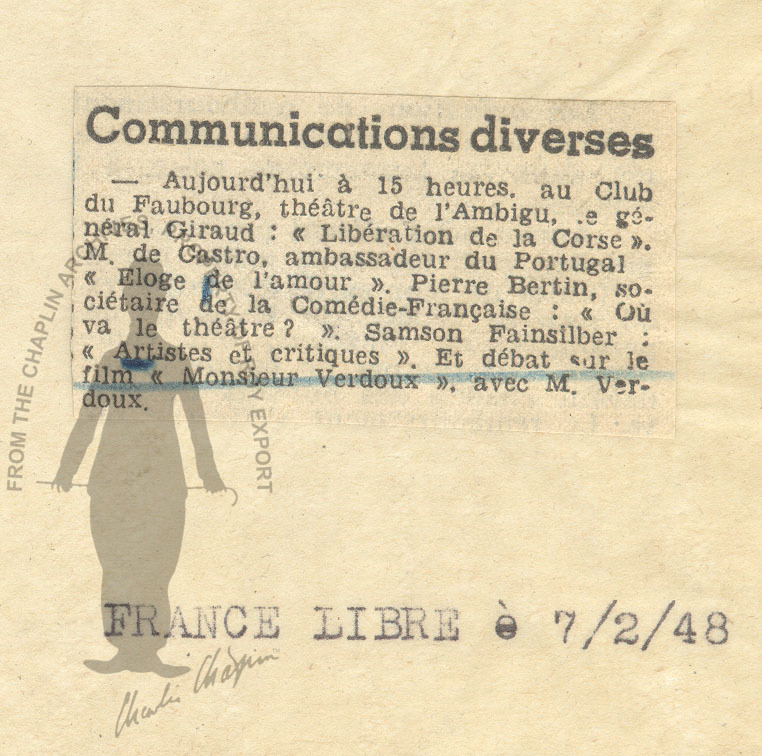 Communications diverses
— Aujourd'hui à 15 heures, au Club
du Faubourg, théâtre de l'Ambigu, .e gé-
néral Giraud : « Libération de la Corse ».
M. de Castro, ambassadeur du Portugal
« Eloge de l'amour ». Pierre Bertin, so-
ciétaire de la Comédie-Française : « Où
va le théâtre ? ». Samson Fainsilber :
« Artistes et critiques ». Et débat sur le
film « Monsieur Verdoux », avec M. Ver-
doux.
FROM THE CHAPLIN ARCHIVES
EXPORT
FRANCE LIBRE è 7/2/48
Charlie Chaplin